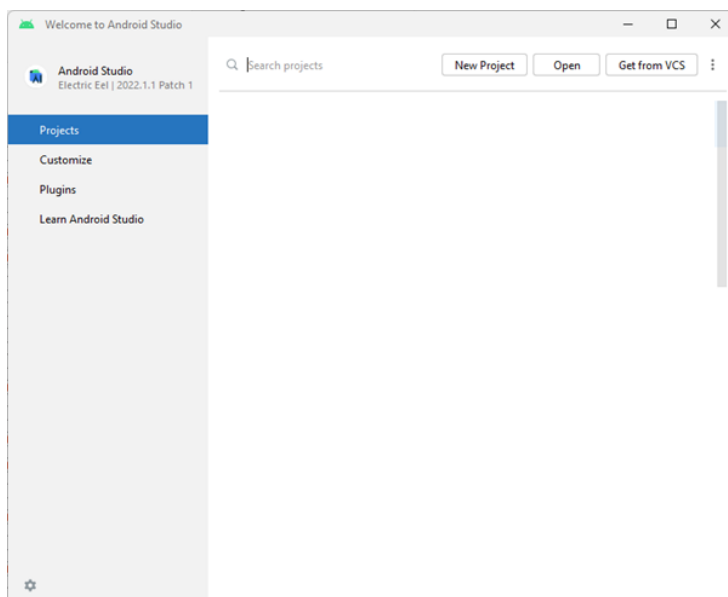 Welcome to Android Studio
Android Studio
Electric Eel | 2022.1.1 Patch 1
Search projects
New Project
Open
Get from VCS
Projects
Customize
Plugins
Learn Android Studio